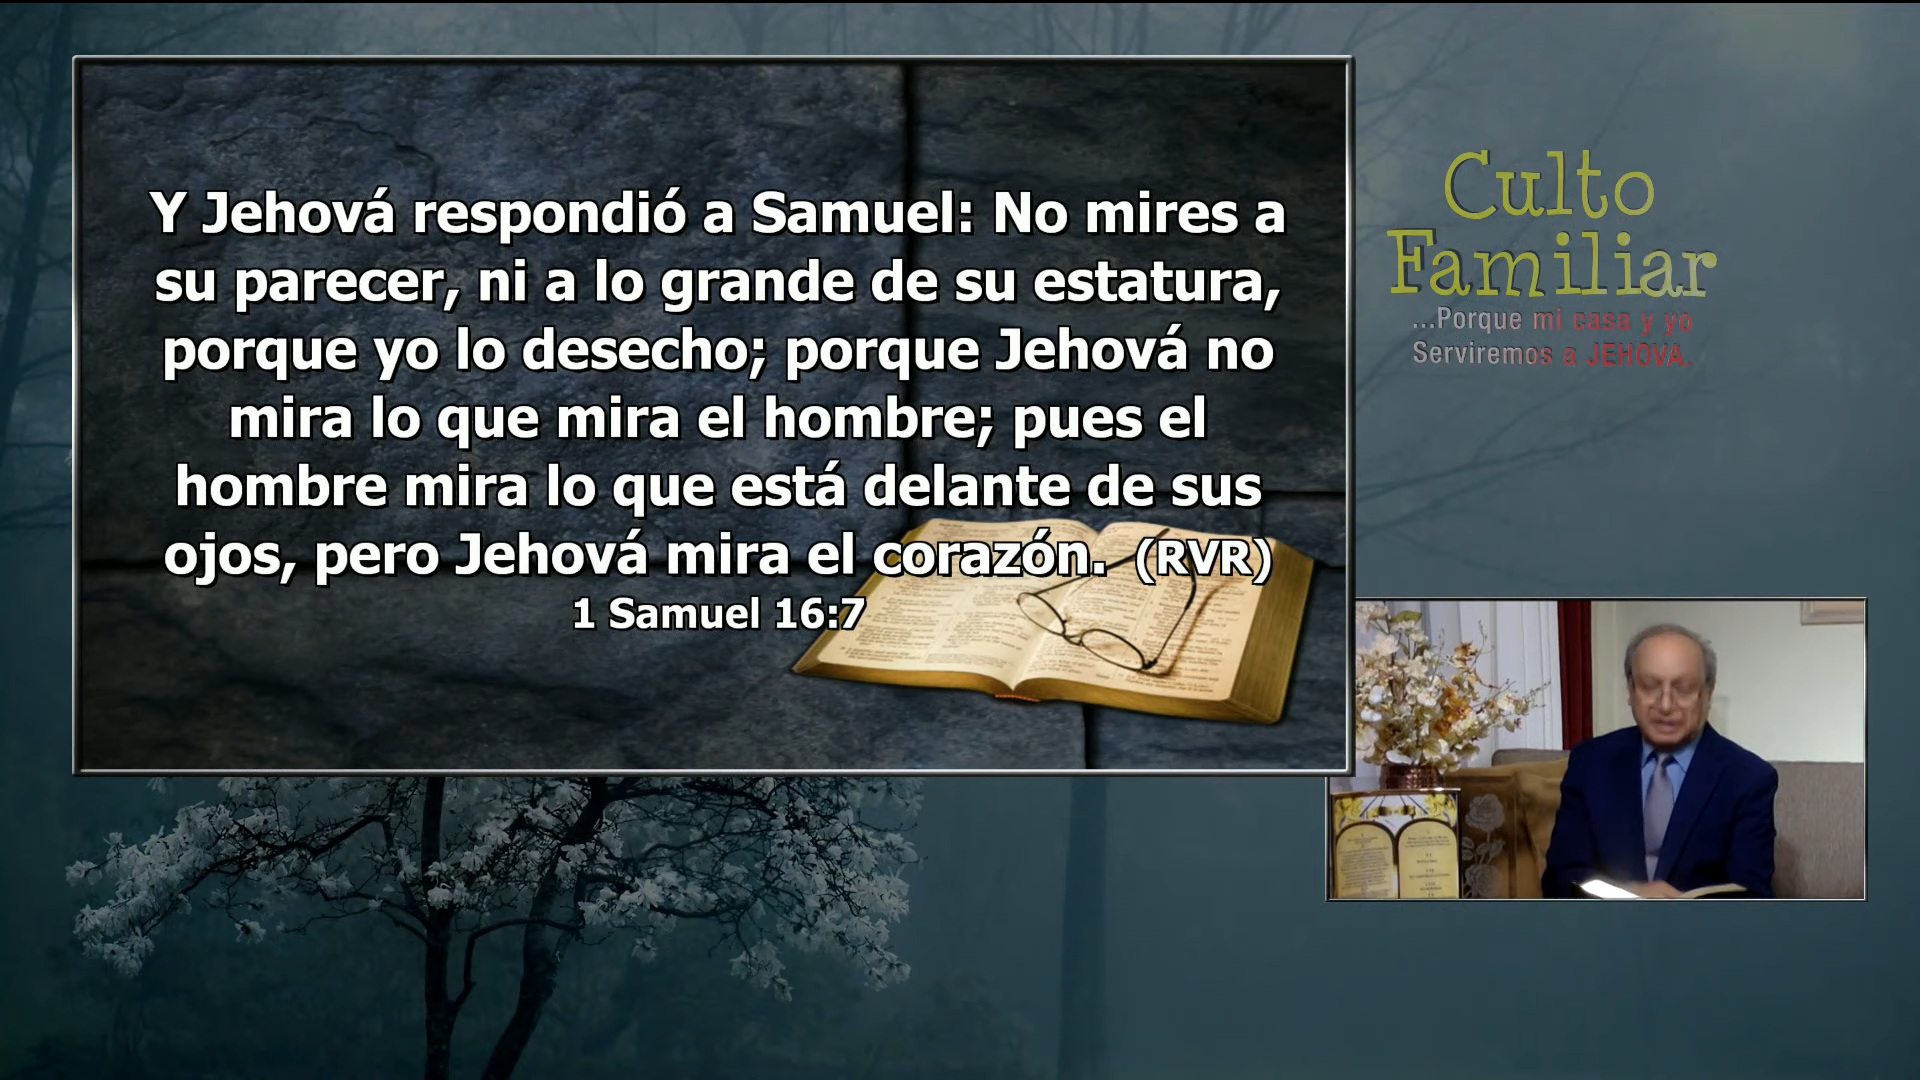 Y Jehová respondió a Samuel: No mires a
su parecer, ni a lo grande de su estatura,
porque yo lo desecho; porque Jehová no
mira lo que mira el hombre; pues el
hombre mira lo que está delante de sus
ojos, pero Jehová mira el corazón. (RVR)
1 Samuel 16:7
Culto
Familiar
...Porque mi casa y yo
Serviremos a JEHOVA.